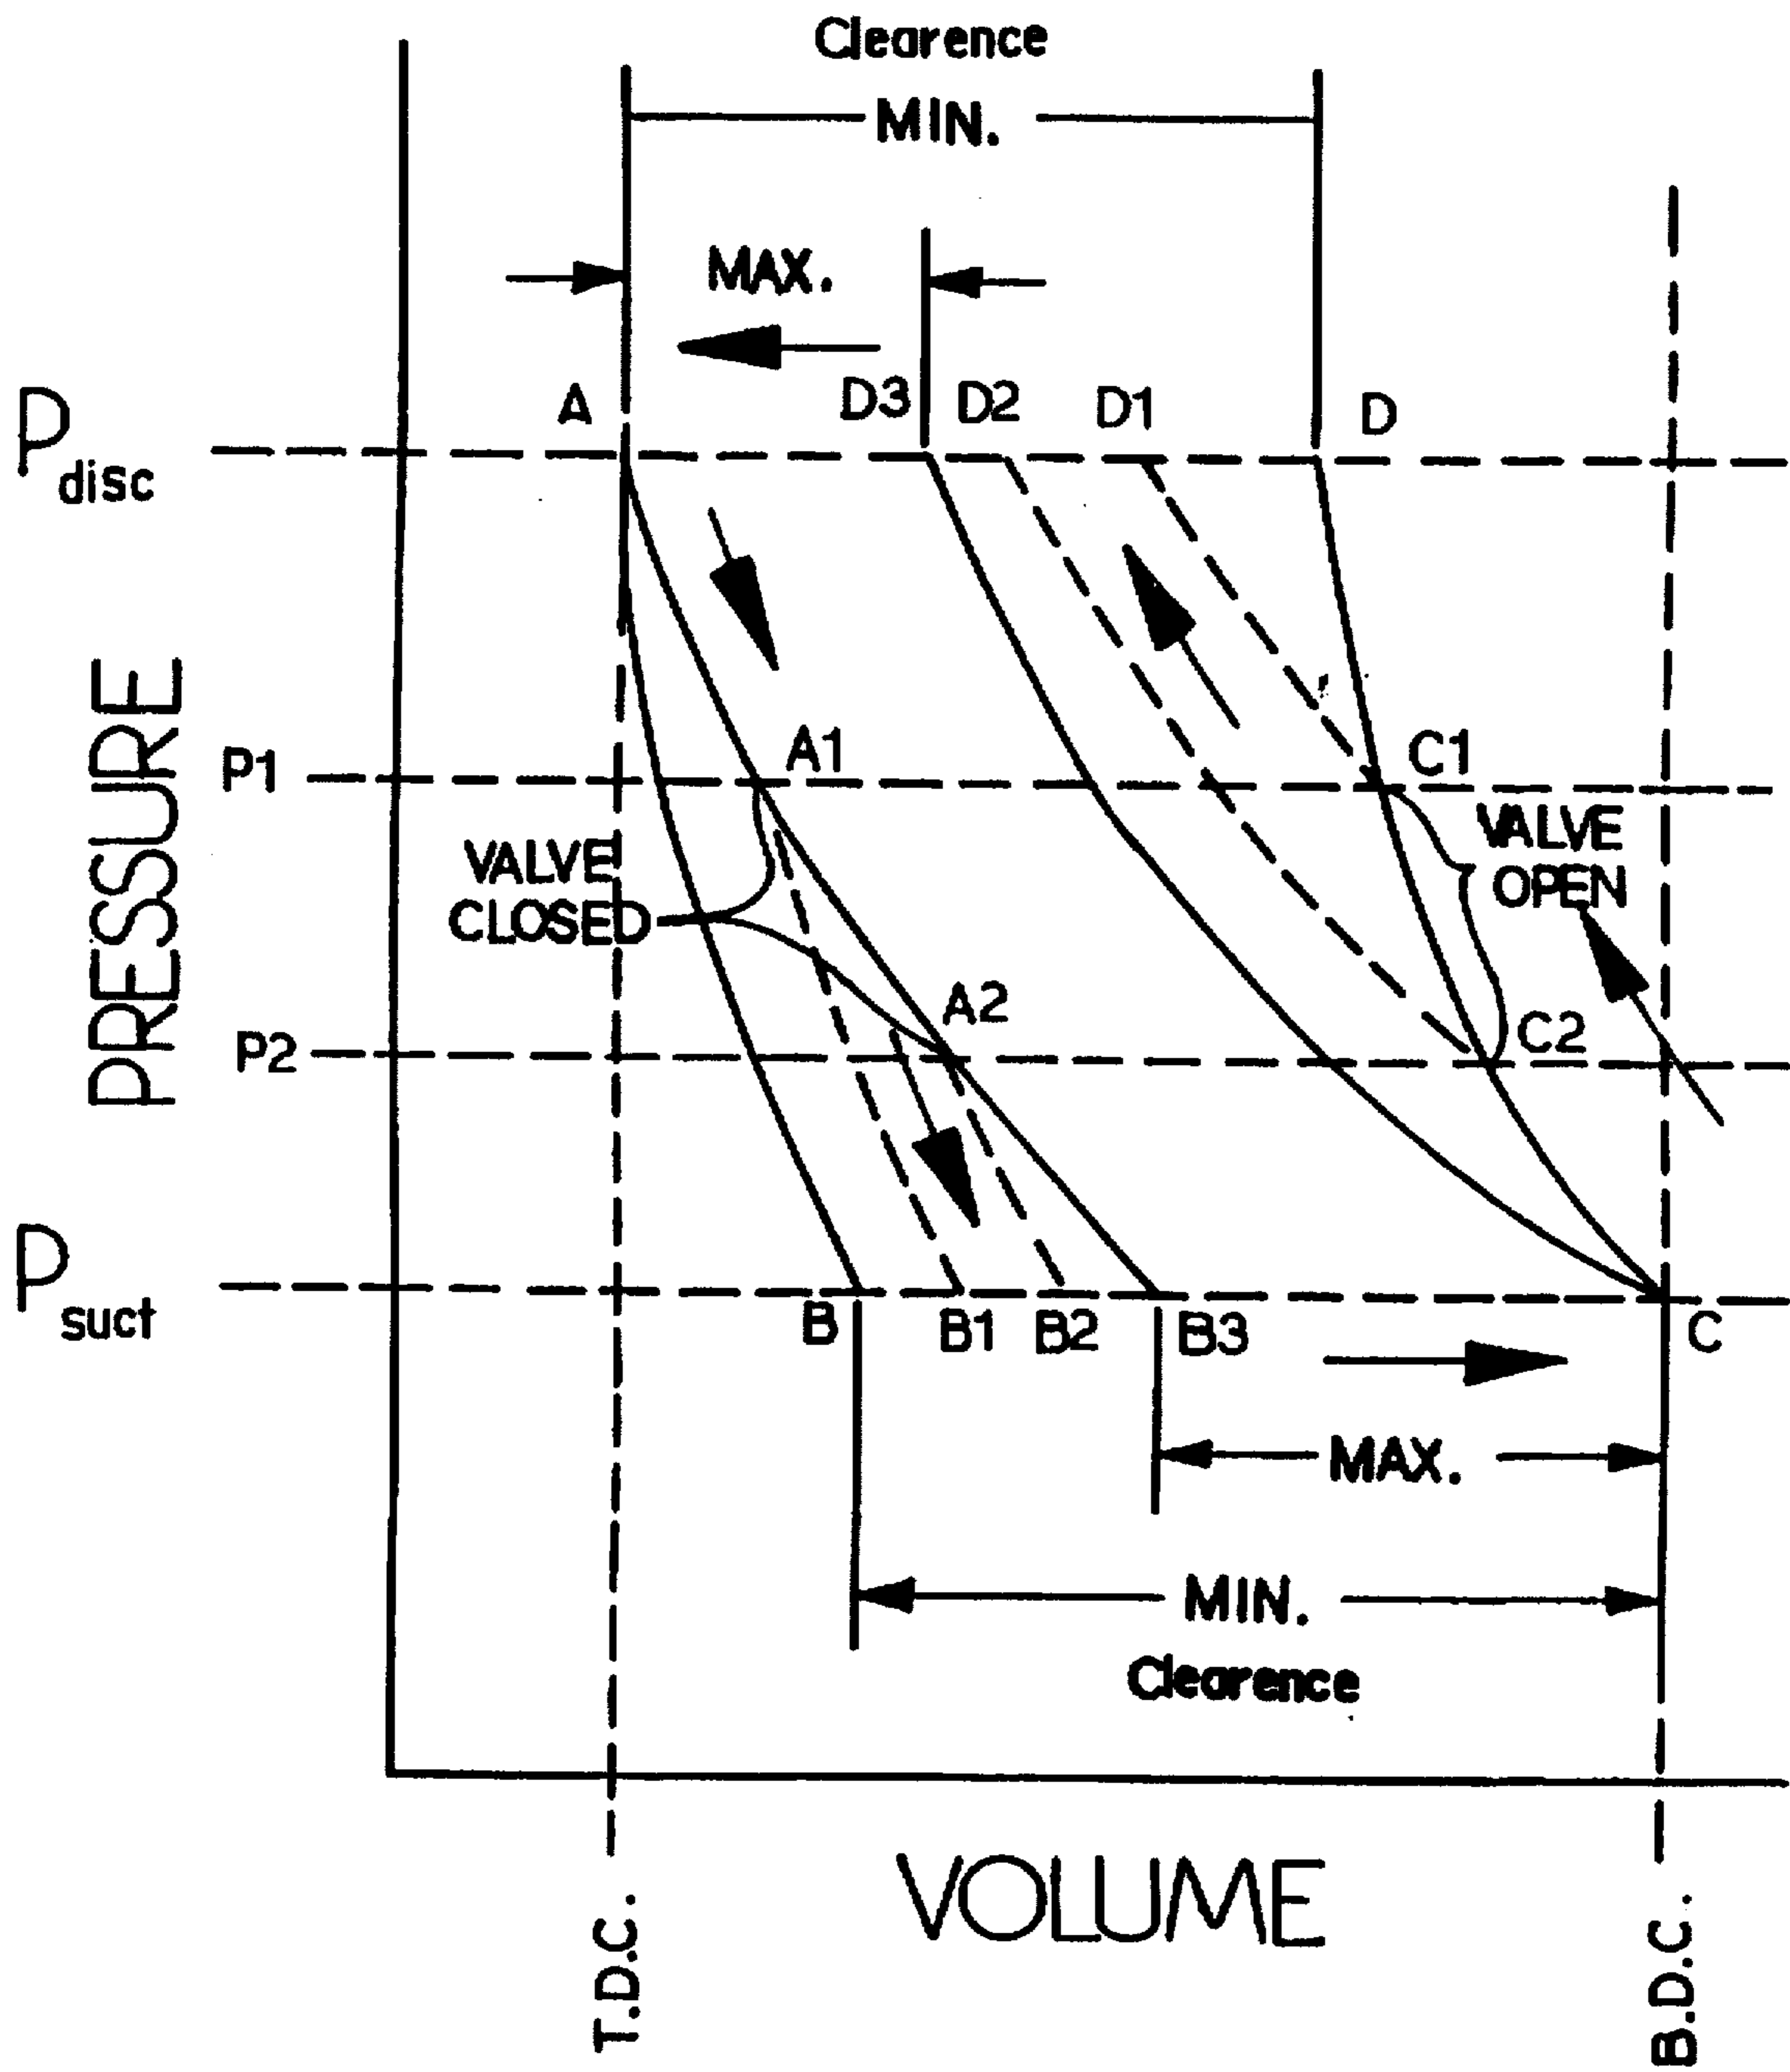 Clearence
MIN.
MAX.
A
D3
D2
D1
D
Pdisc
PRESSURE
P1
A1
C1
VALVE
CLOSED
VALVE
OPEN
P2
A2
C2
Psuct
B
B1
B2
B3
C
MAX.
MIN.
Clearence
VOLUME
T.D.C.
B.D.C.